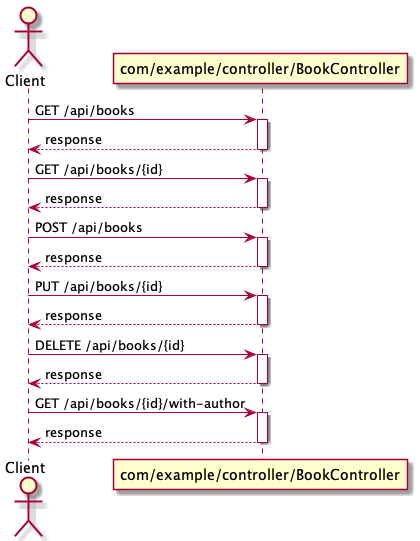 Client
com/example/controller/BookController
GET /api/books
response
GET /api/books/{id}
response
POST /api/books
response
PUT /api/books/{id}
response
DELETE /api/books/{id}
response
GET /api/books/{id}/with-author
response
Client
com/example/controller/BookController